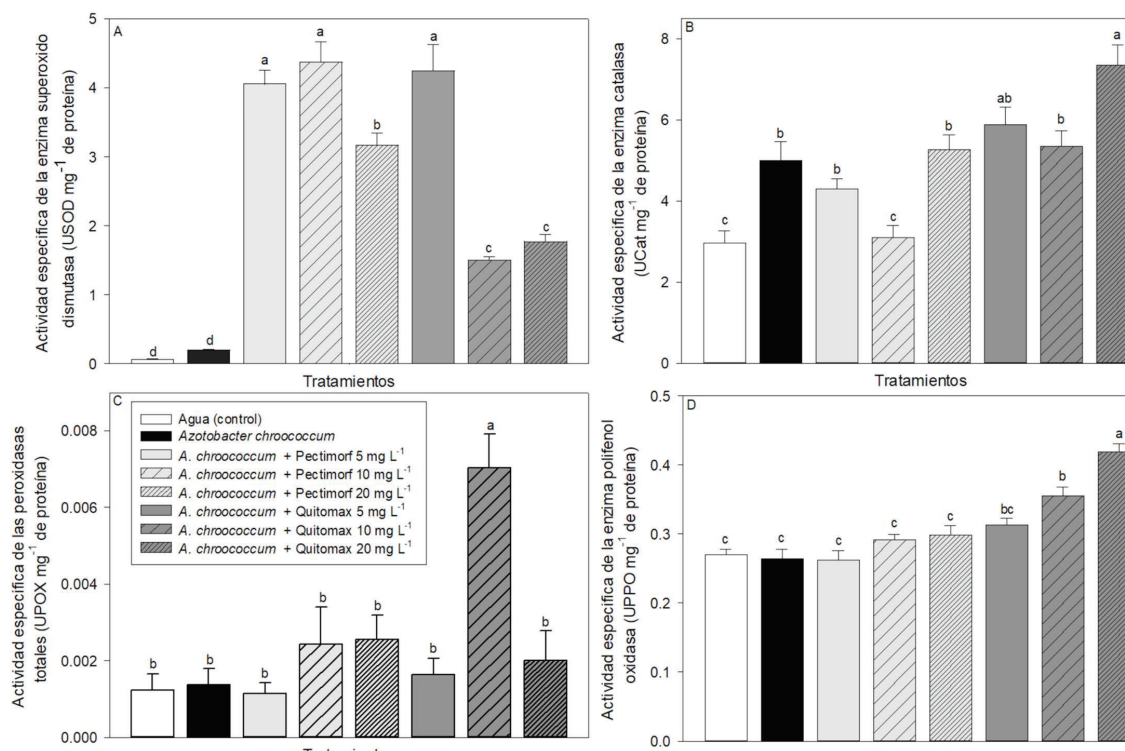 Actividad específica de la enzima superoxido
dismutasa (USOD mg⁻¹ de proteína)
A
5
4
3
2
1
0
d
d
a
a
b
a
c
c
Tratamientos
Actividad específica de la enzima catalasa
(UCat mg⁻¹ de proteína)
B
8
6
4
2
0
c
b
b
c
b
ab
b
a
Tratamientos
Actividad especifica de las peroxidasas
totales (UPOX mg⁻¹ de proteína)
C
0.008
0.006
0.004
0.002
0.000
Agua (control)
Azotobacter chroococcum
A. chroococcum + Pectimorf 5 mg L⁻¹
A. chroococcum + Pectimorf 10 mg L⁻¹
A. chroococcum + Pectimorf 20 mg L⁻¹
A. chroococcum + Quitomax 5 mg L⁻¹
A. chroococcum + Quitomax 10 mg L⁻¹
A. chroococcum + Quitomax 20 mg L⁻¹
b
b
b
b
b
b
a
b
Actividad especifica de la enzima polifenol
oxidasa (UPPO mg⁻¹ de proteína)
D
0.5
0.4
0.3
0.2
0.1
0.0
c
c
c
c
c
bc
b
a